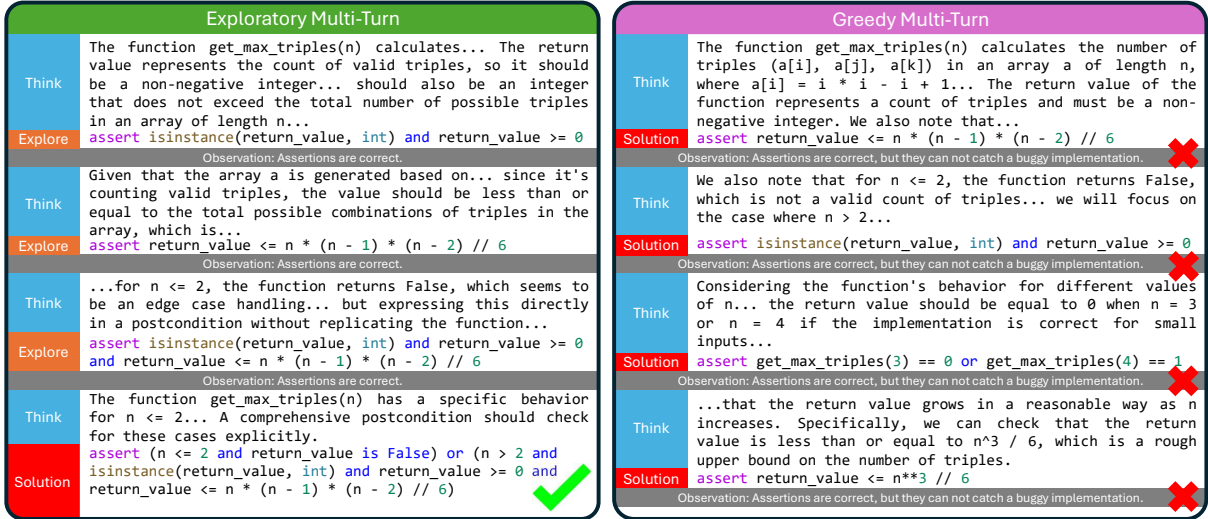 Exploratory Multi-Turn
Think
The function get_max_triples(n) calculates... The return
value represents the count of valid triples, so it should
be a non-negative integer... should also be an integer
that does not exceed the total number of possible triples
in an array of length n...
Explore
assert isinstance(return_value, int) and return_value >= 0
Observation: Assertions are correct.
Think
Given that the array a is generated based on... since it's
counting valid triples, the value should be less than or
equal to the total possible combinations of triples in the
array, which is...
Explore
assert return_value <= n * (n - 1) * (n - 2) // 6
Observation: Assertions are correct.
Think
...for n <= 2, the function returns False, which seems to
be an edge case handling... but expressing this directly
in a postcondition without replicating the function...
Explore
assert isinstance(return_value, int) and return_value >= 0
and return_value <= n * (n - 1) * (n - 2) // 6
Observation: Assertions are correct.
Think
The function get_max_triples(n) has a specific behavior
for n <= 2... A comprehensive postcondition should check
for these cases explicitly.
Solution
assert (n <= 2 and return_value is False) or (n > 2 and
isinstance(return_value, int) and return_value >= 0 and
return_value <= n * (n - 1) * (n - 2) // 6)
Greedy Multi-Turn
Think
The function get_max_triples(n) calculates the number of
triples (a[i], a[j], a[k]) in an array a of length n,
where a[i] = i * i - i + 1... The return value of the
function represents a count of triples and must be a non-
negative integer. We also note that...
Solution
assert return_value <= n * (n - 1) * (n - 2) // 6
Observation: Assertions are correct, but they can not catch a buggy implementation.
Think
We also note that for n <= 2, the function returns False,
which is not a valid count of triples... we will focus on
the case where n > 2...
Solution
assert isinstance(return_value, int) and return_value >= 0
Observation: Assertions are correct, but they can not catch a buggy implementation.
Think
Considering the function's behavior for different values
of n... the return value should be equal to 0 when n = 3
or n = 4 if the implementation is correct for small
inputs...
Solution
assert get_max_triples(3) == 0 or get_max_triples(4) == 1
Observation: Assertions are correct, but they can not catch a buggy implementation.
Think
...that the return value grows in a reasonable way as n
increases. Specifically, we can check that the return
value is less than or equal to n^3 / 6, which is a rough
upper bound on the number of triples.
Solution
assert return_value <= n**3 // 6
Observation: Assertions are correct, but they can not catch a buggy implementation.